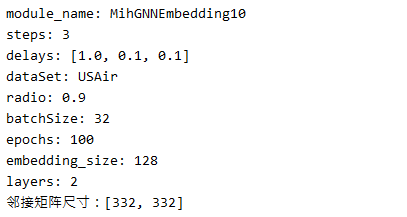 module_name: MihGNNEmbedding10
steps: 3
delays: [1.0, 0.1, 0.1]
dataSet: USAir
radio: 0.9
batchSize: 32
epochs: 100
embedding_size: 128
layers: 2
邻接矩阵尺寸：[332, 332]